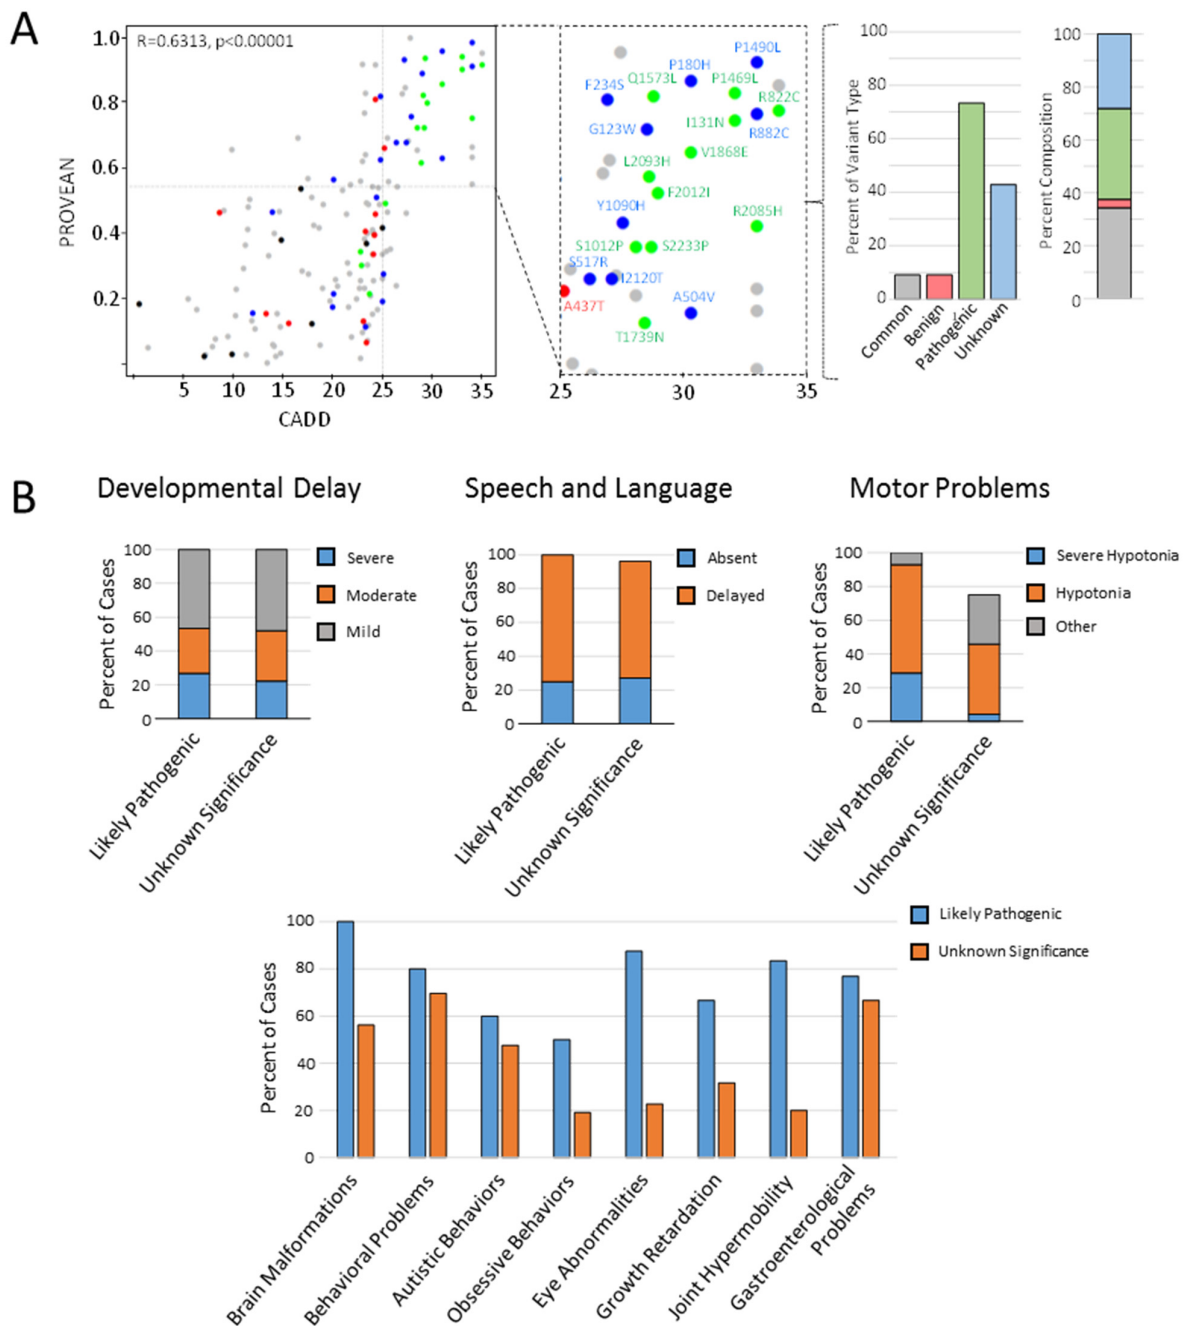 A
R=0.6313, p<0.00001
PROVEAN
1.0
0.8
0.6
0.4
0.2
5
10
15
20
25
30
35
CADD
P1490L
P180H
Q1573L
P1469L
F234S
R822C
I131N
G123W
R882C
V1868E
L2093H
F2012I
Y1090H
R2085H
S1012P
S2233P
S517R
I2120T
A437T
A504V
T1739N
25
30
35
Percent of Variant Type
100
80
60
40
20
0
Common
Benign
Pathogenic
Unknown
Percent Composition
100
80
60
40
20
0
B
Developmental Delay
Percent of Cases
100
80
60
40
20
0
Likely Pathogenic
Unknown Significance
Severe
Moderate
Mild
Speech and Language
Percent of Cases
100
80
60
40
20
0
Likely Pathogenic
Unknown Significance
Absent
Delayed
Motor Problems
Percent of Cases
100
80
60
40
20
0
Likely Pathogenic
Unknown Significance
Severe Hypotonia
Hypotonia
Other
Percent of Cases
100
80
60
40
20
0
Brain Malformations
Behavioral Problems
Autistic Behaviors
Obsessive Behaviors
Eye Abnormalities
Growth Retardation
Joint Hypermobility
Gastroenterological
Problems
Likely Pathogenic
Unknown Significance